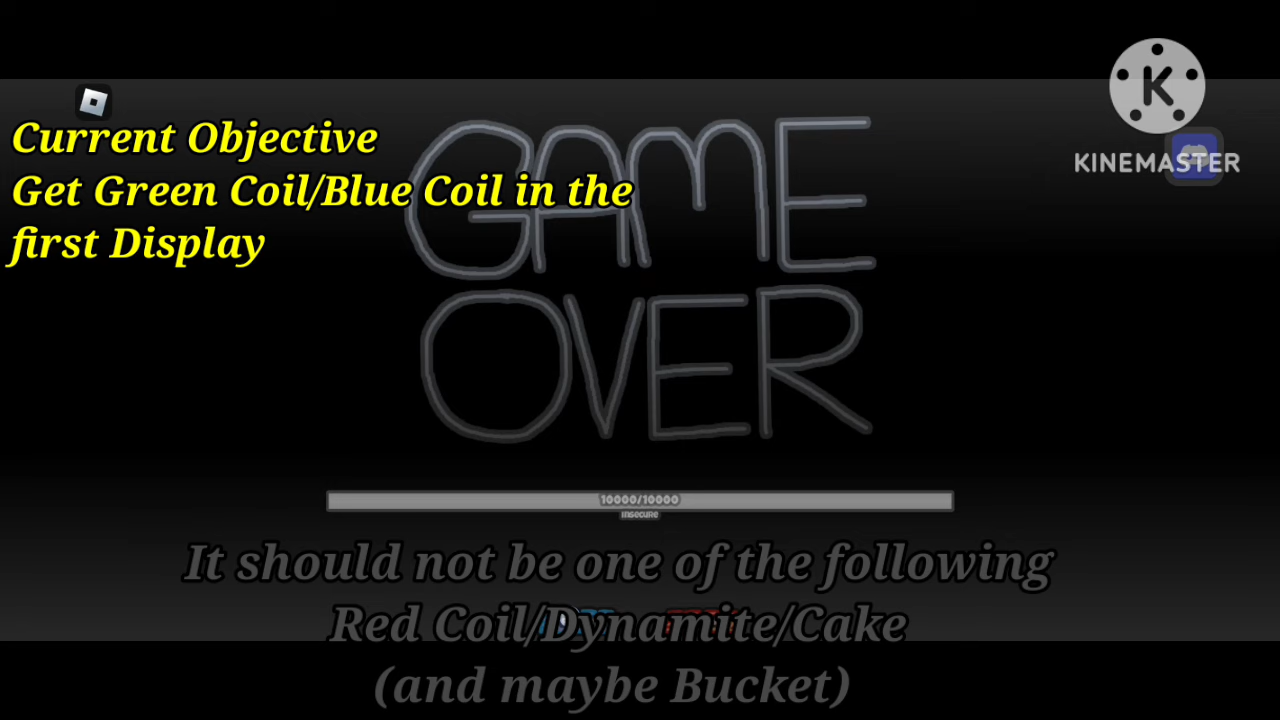 Current Objective
Get Green Coil/Blue Coil in the
first Display
K
KINEMASTER
GAME
OVER
10000/10000
Insecure
It should not be one of the following
Red Coil/Dynamite/Cake
(and maybe Bucket)